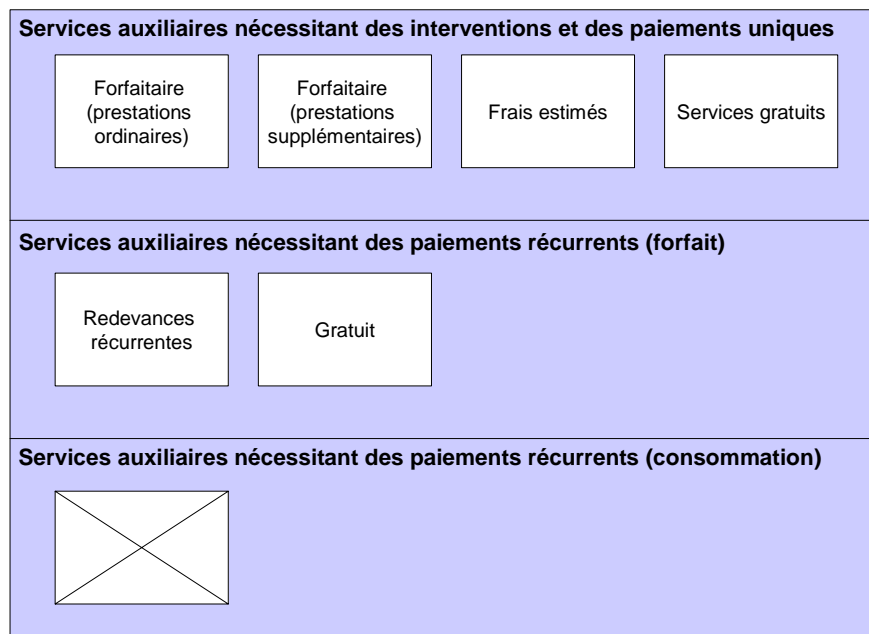 Services auxiliaires nécessitant des interventions et des paiements uniques
Forfaitaire
(prestations
ordinaires)
Forfaitaire
(prestations
supplémentaires)
Frais estimés
Services gratuits
Services auxiliaires nécessitant des paiements récurrents (forfait)
Redevances
récurrentes
Gratuit
Services auxiliaires nécessitant des paiements récurrents (consommation)